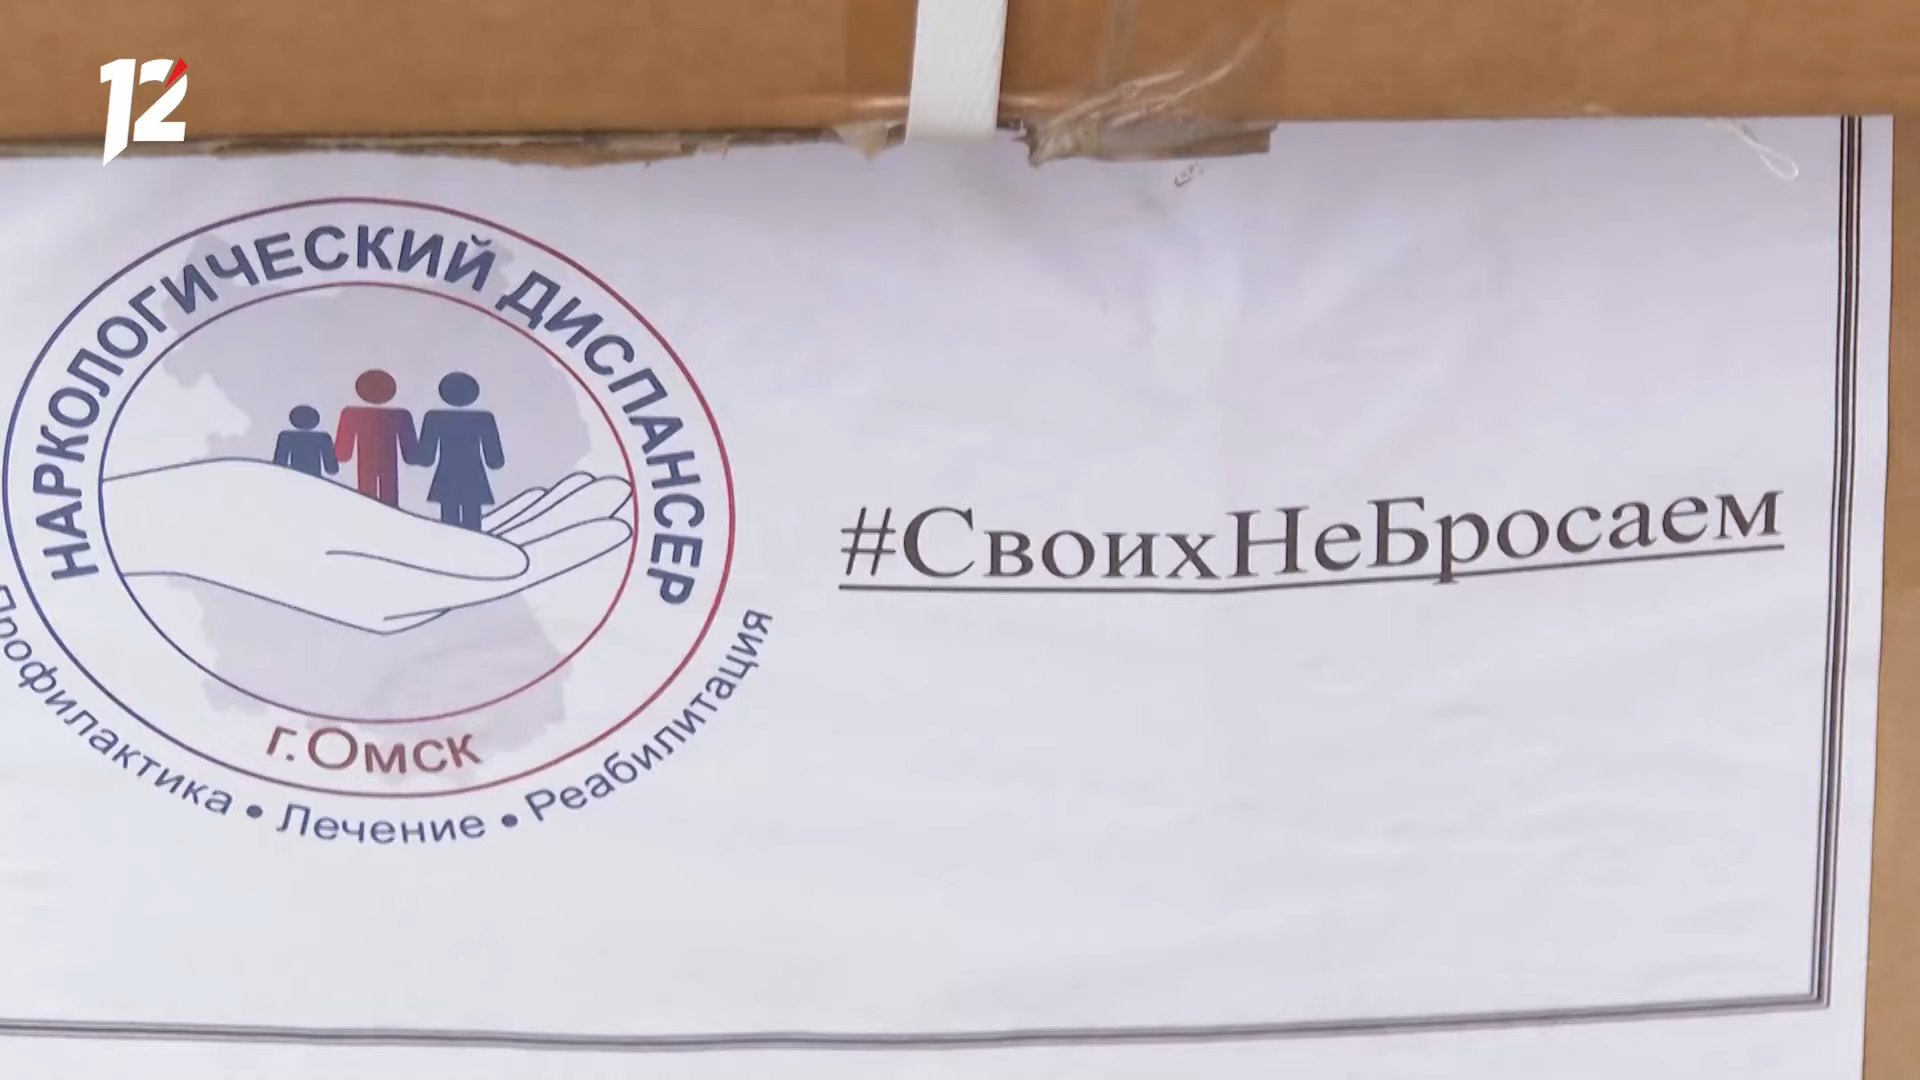 12
НАРКОЛОГИЧЕСКИЙ ДИСПАНСЕР
г.Омск
Профилактика • Лечение • Реабилитация
#СвоихНеБросаем